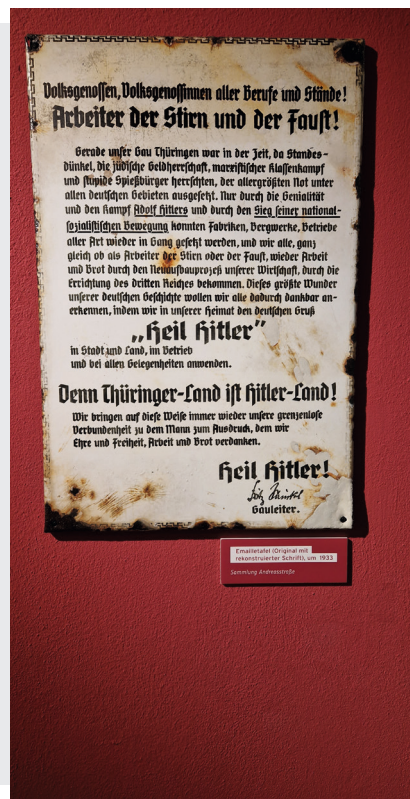 Volksgenossen, Volksgenossinnen aller Berufe und Stände!
Arbeiter der Stirn und der Faust!
Gerade unser Gau Thüringen war in der Zeit, da Standes-
dünkel, die jüdische Geldherrschaft, marxistischer Klassenkampf
und stupide Spießbürger herrschten, der allergrößten Not unter
allen deutschen Gebieten ausgesetzt. Nur durch die Genialität
und den Kampf Adolf Hitlers und durch den Sieg seiner national-
sozialistischen Bewegung konnten Fabriken, Bergwerke, Betriebe
aller Art wieder in Gang gesetzt werden, und wir alle, ganz
gleich ob als Arbeiter der Stirn oder der Faust, wieder Arbeit
und Brot durch den Neuaufbauprozeß unserer Wirtschaft, durch die
Errichtung des dritten Reiches bekommen. Dieses größte Wunder
unserer deutschen Geschichte wollen wir alle dadurch dankbar an-
erkennen, indem wir in unserer Heimat den deutschen Gruß
„Heil Hitler"
in Stadt und Land, im Betrieb
und bei allen Gelegenheiten anwenden.
Denn Thüringer-Land ist Hitler-Land!
Wir bringen auf diese Weise immer wieder unsere grenzenlose
Verbundenheit zu dem Mann zum Ausdruck, dem wir
Ehre und Freiheit, Arbeit und Brot verdanken.
Heil Hitler!
Fritz Sauckel
Gauleiter.
Emailletafel (Original mit
rekonstruierter Schrift), um 1933
Sammlung Andreasstraße